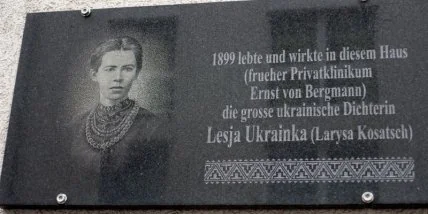 1899 lebte und wirkte in diesem Haus
(frueher Privatklinikum
Ernst von Bergmann)
die grosse ukrainische Dichterin
Lesja Ukrainka (Larysa Kosatsch)